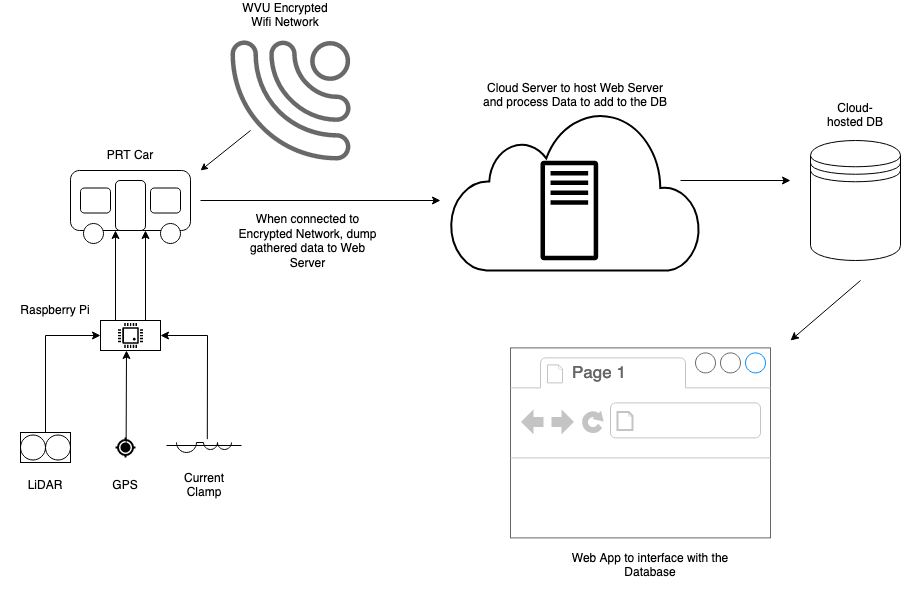 WVU Encrypted
Wifi Network
Cloud Server to host Web Server
and process Data to add to the DB
Cloud-
hosted DB
PRT Car
When connected to
Encrypted Network, dump
gathered data to Web
Server
Raspberry Pi
Page 1
LiDAR
GPS
Current
Clamp
Web App to interface with the
Database